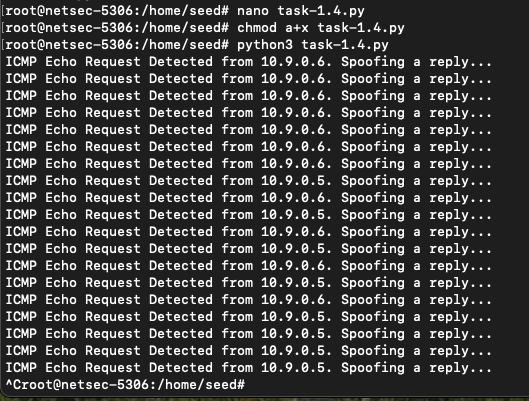 [root@netsec-5306:/home/seed# nano task-1.4.py
[root@netsec-5306:/home/seed# chmod a+x task-1.4.py
[root@netsec-5306:/home/seed# python3 task-1.4.py
ICMP Echo Request Detected from 10.9.0.6. Spoofing a reply...
ICMP Echo Request Detected from 10.9.0.6. Spoofing a reply...
ICMP Echo Request Detected from 10.9.0.6. Spoofing a reply...
ICMP Echo Request Detected from 10.9.0.6. Spoofing a reply...
ICMP Echo Request Detected from 10.9.0.6. Spoofing a reply...
ICMP Echo Request Detected from 10.9.0.6. Spoofing a reply...
ICMP Echo Request Detected from 10.9.0.6. Spoofing a reply...
ICMP Echo Request Detected from 10.9.0.5. Spoofing a reply...
ICMP Echo Request Detected from 10.9.0.6. Spoofing a reply...
ICMP Echo Request Detected from 10.9.0.5. Spoofing a reply...
ICMP Echo Request Detected from 10.9.0.6. Spoofing a reply...
ICMP Echo Request Detected from 10.9.0.5. Spoofing a reply...
ICMP Echo Request Detected from 10.9.0.6. Spoofing a reply...
ICMP Echo Request Detected from 10.9.0.5. Spoofing a reply...
ICMP Echo Request Detected from 10.9.0.6. Spoofing a reply...
ICMP Echo Request Detected from 10.9.0.5. Spoofing a reply...
ICMP Echo Request Detected from 10.9.0.5. Spoofing a reply...
ICMP Echo Request Detected from 10.9.0.5. Spoofing a reply...
ICMP Echo Request Detected from 10.9.0.5. Spoofing a reply...
^Croot@netsec-5306:/home/seed#